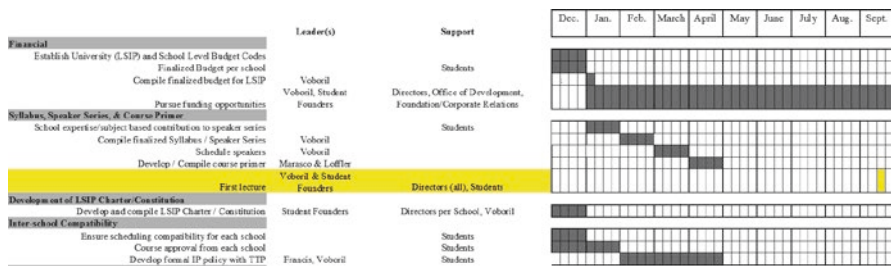 Dec. Jan. Feb. March April May June July Aug. Sept.
Leader(s) Support
Financial
Establish University (LSIP) and School Level Budget Codes
Finalized Budget per school Students
Compile finalized budget for LSIP Voboril
Voboril, Student Directors, Office of Development,
Pursue funding opportunities Founders Foundation/Corporate Relations
Syllabus, Speaker Series, & Course Primer
School expertise/subject based contribution to speaker series Students
Compile finalized Syllabus / Speaker Series Voboril
Schedule speakers Voboril
Develop / Compile course primer Marasco & Loffler
Voboril & Student
First lecture Founders Directors (all), Students
Development of LSIP Charter/Constitution
Develop and compile LSIP Charter / Constitution Student Founders Directors per School, Voboril
Inter-school Compatibility
Ensure scheduling compatibility for each school Students
Course approval from each school Students
Develop formal IP policy with TTP Francis, Voboril Students